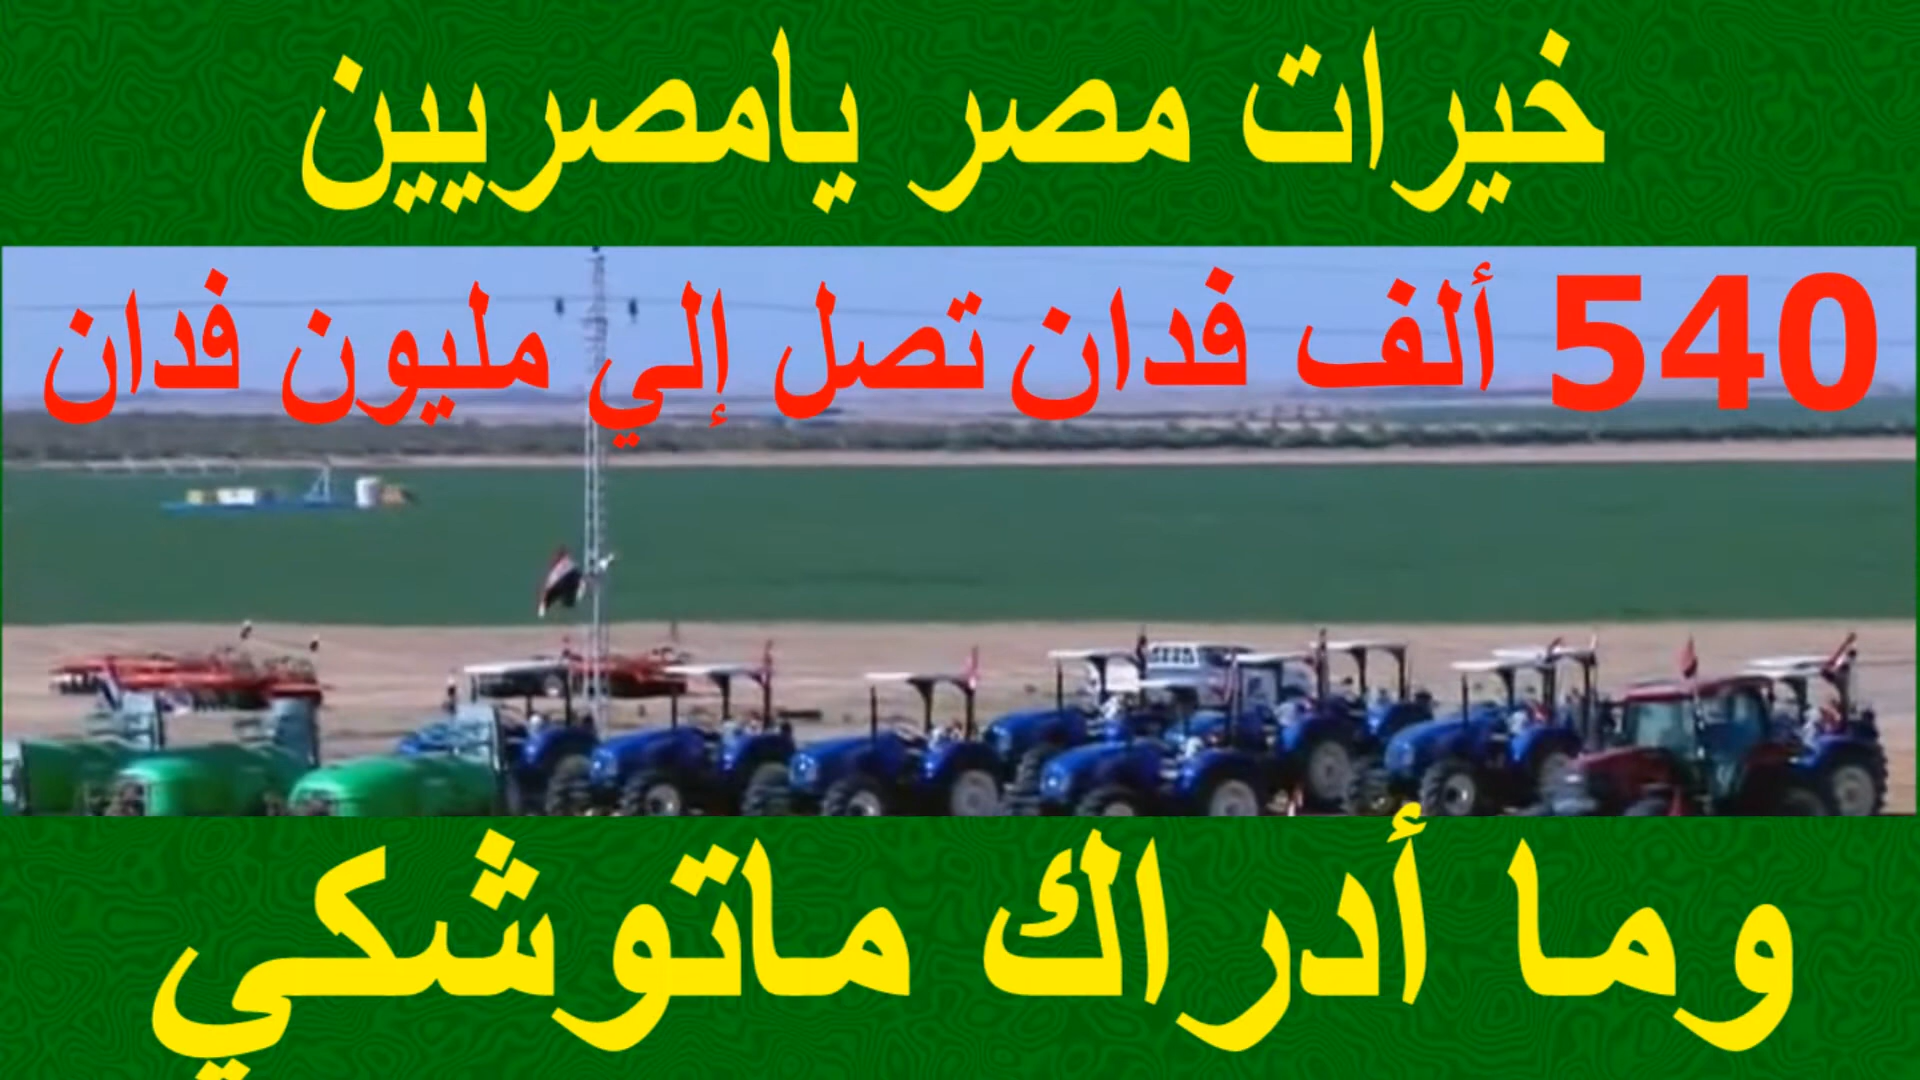 خيرات مصر يامصريين
540 ألف فدان تصل إلي مليون فدان
وما أدراك ماتوشكي